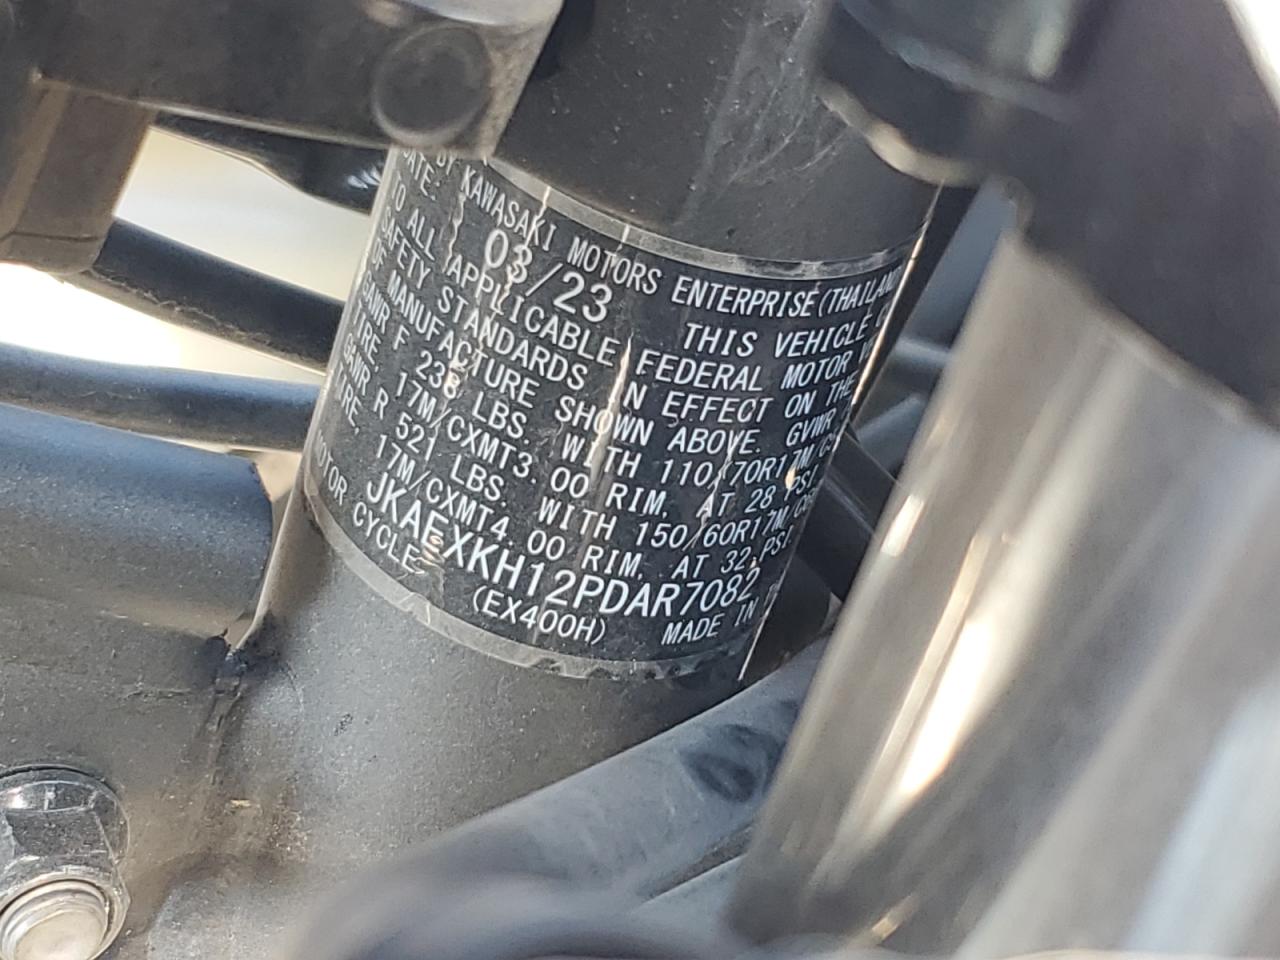 BY KAWASAKI MOTORS ENTERPRISE (THAILAND
DATE: 03/23 THIS VEHICLE
TO ALL APPLICABLE FEDERAL MOTOR
SAFETY STANDARDS IN EFFECT ON THE
OF MANUFACTURE SHOWN ABOVE. GVWR
GAWR F 238 LBS. WITH 110/70R17M/C
TIRE 17M/CXMT3.00 RIM, AT 28 PSI.
GAWR R 521 LBS. WITH 150/60R17M/C
TIRE, 17M/CXMT4.00 RIM, AT 32 PSI.
JKAEXKH12PDAR7082
MOTOR CYCLE (EX400H) MADE IN